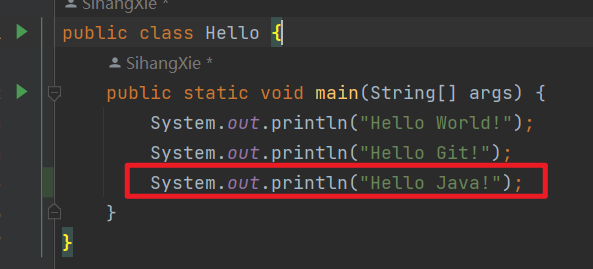 SihangXie *
public class Hello {
SihangXie *
public static void main(String[] args) {
System.out.println("Hello World!");
System.out.println("Hello Git!");
System.out.println("Hello Java!");
}
}